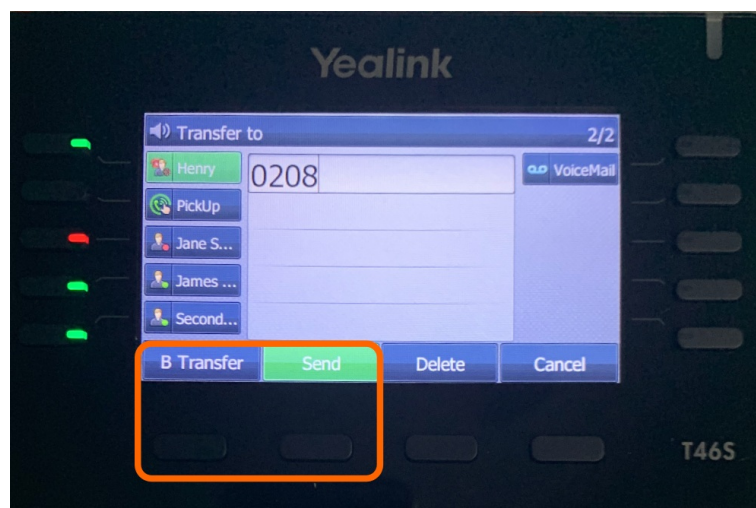 Yealink
Transfer to 2/2
Henry
0208
VoiceMail
PickUp
Jane S...
James ...
Second...
B Transfer Send Delete Cancel
T46S